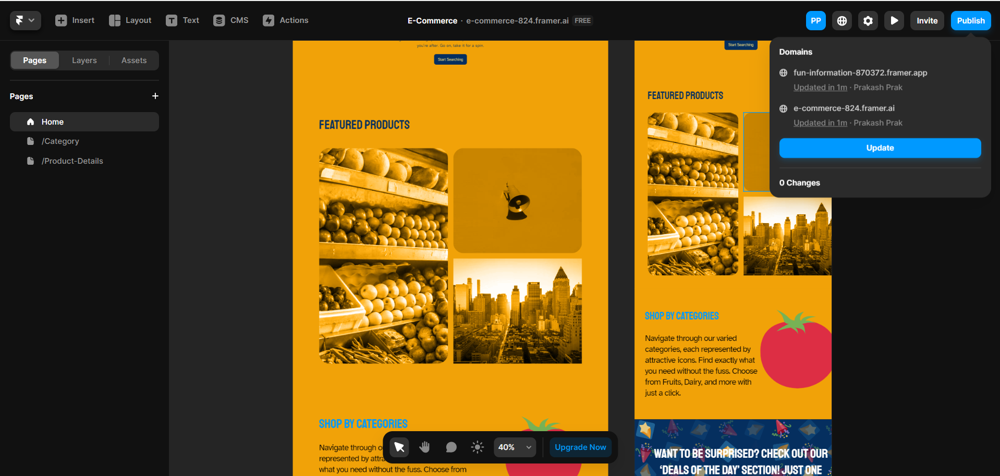 Insert
Layout
Text
CMS
Actions
E-Commerce · e-commerce-824.framer.ai FREE
PP
Invite
Publish
Pages
Layers
Assets
Pages
Home
/Category
/Product-Details
you're after. Go on, take it for a spin.
Start Searching
FEATURED PRODUCTS
SHOP BY CATEGORIES
Navigate through o
represented by attra
what you need without the fuss. Choose from
40%
Upgrade Now
Start Searching
FEATURED PRODUCTS
SHOP BY CATEGORIES
Navigate through our varied
categories, each represented by
attractive icons. Find exactly what
you need without the fuss. Choose
from Fruits, Dairy, and more with
just a click.
WANT TO BE SURPRISED? CHECK OUT OUR
‘DEALS OF THE DAY’ SECTION! JUST ONE
Domains
fun-information-870372.framer.app
Updated in 1m · Prakash Prak
e-commerce-824.framer.ai
Updated in 1m · Prakash Prak
Update
0 Changes